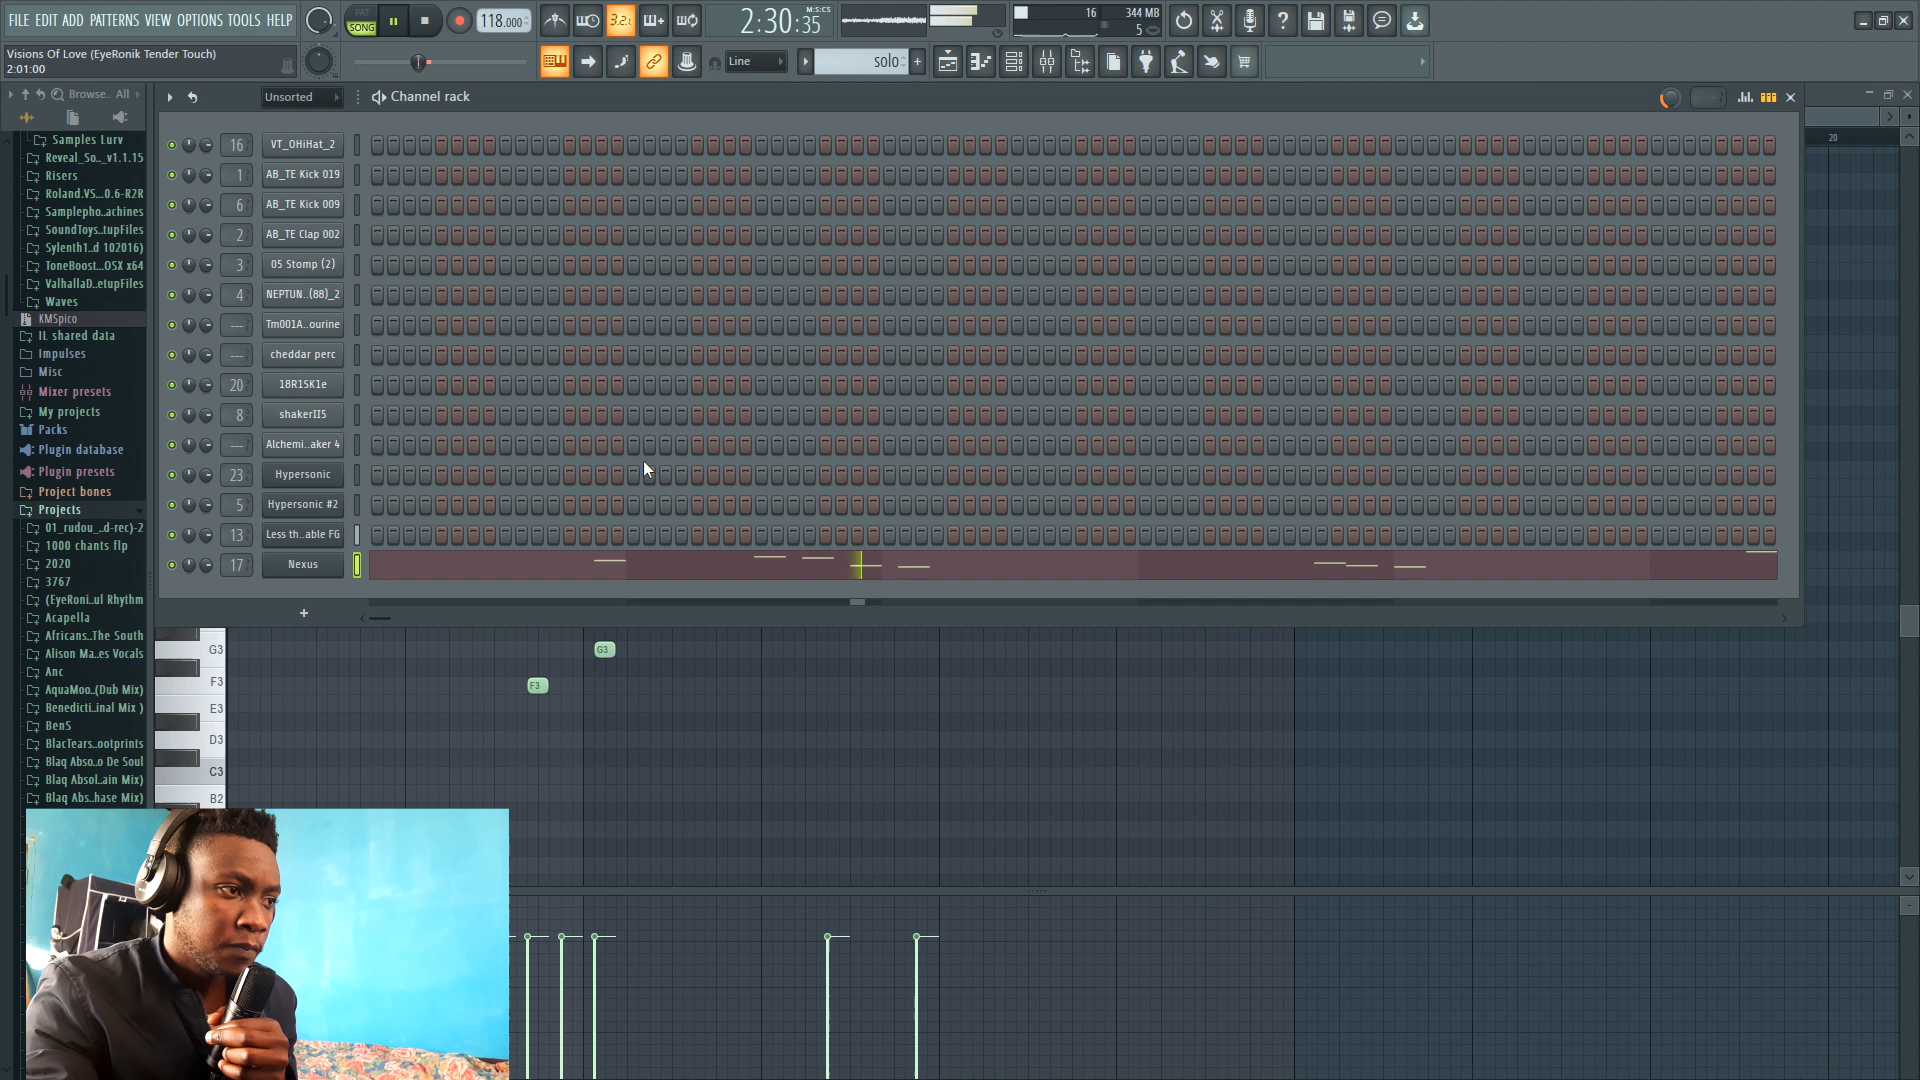 FILE EDIT ADD PATTERNS VIEW OPTIONS TOOLS HELP
PAT
SONG
118.000
3.2.1
2:30:35
M:S:CS
16
344 MB
5
Visions Of Love (EyeRonik Tender Touch)
2:01:00
Line
solo
Browse.. All
Unsorted
Channel rack
Samples Lurv
Reveal_So.._v1.1.15
Risers
Roland.VS...0.6-R2R
Samplepho..achines
SoundToys..tupFiles
Sylenth1..d 102016)
ToneBoost...OSX x64
ValhallaD..etupFiles
Waves
KMSpico
IL shared data
Impulses
Misc
Mixer presets
My projects
Packs
Plugin database
Plugin presets
Project bones
Projects
01_rudou_..d-rec)-2
1000 chants flp
2020
3767
(EyeRoni..ul Rhythm
Acapella
Africans..The South
Alison Ma..es Vocals
Anc
AquaMoo..(Dub Mix)
Benedicti..inal Mix )
BenS
BlacTears..ootprints
Blaq Abso..o De Soul
Blaq Absol..ain Mix)
Blaq Abs..hase Mix)
16 VT_OHiHat_2
1 AB_TE Kick 019
6 AB_TE Kick 009
2 AB_TE Clap 002
3 05 Stomp (2)
4 NEPTUN..(88)_2
--- Tm001A..ourine
--- cheddar perc
20 18R1SK1e
8 shakerII5
--- Alchemi..aker 4
23 Hypersonic
5 Hypersonic #2
13 Less th..able FG
17 Nexus
20
G3
F3
E3
D3
C3
B2
G3
F3